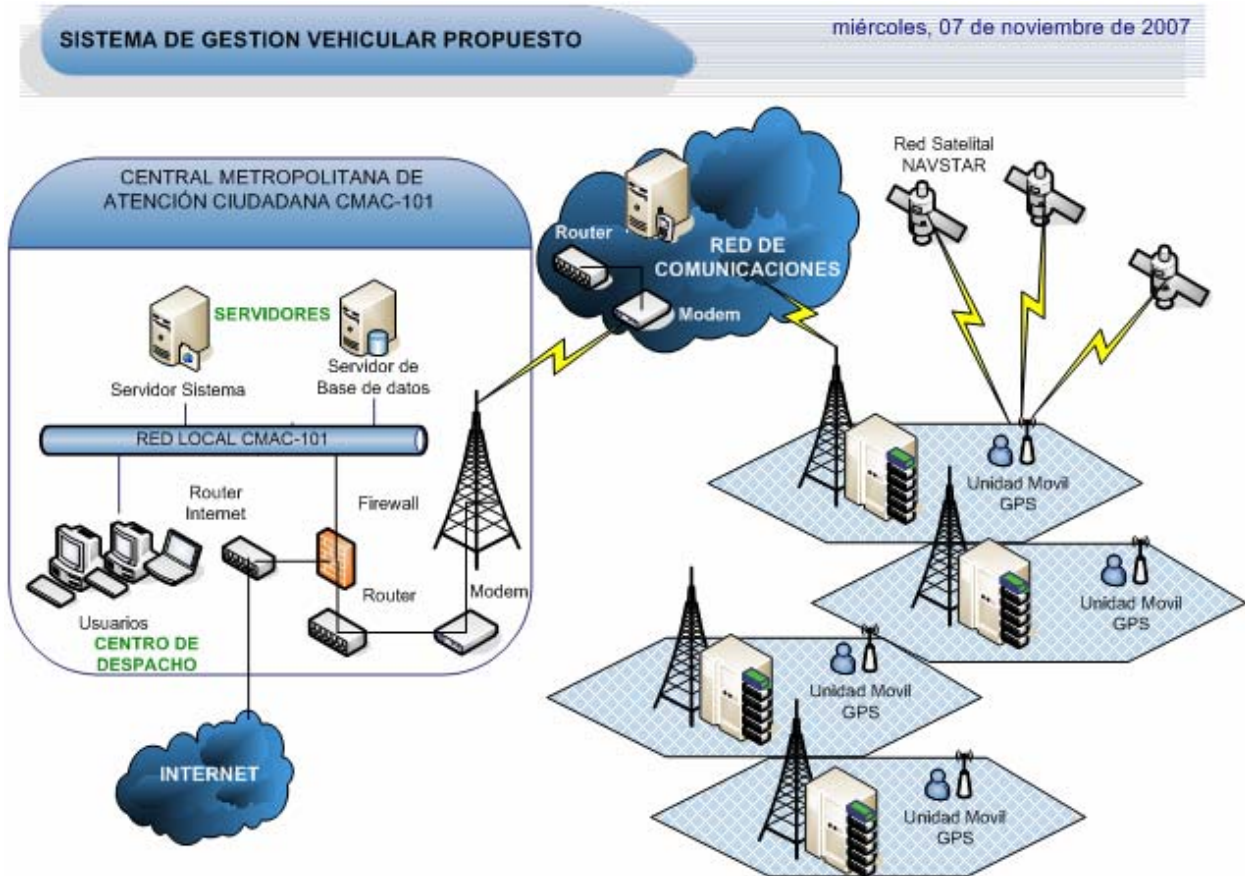 SISTEMA DE GESTION VEHICULAR PROPUESTO
miércoles, 07 de noviembre de 2007
CENTRAL METROPOLITANA DE
ATENCIÓN CIUDADANA CMAC-101
SERVIDORES
Servidor Sistema
Servidor de
Base de datos
RED LOCAL CMAC-101
Router
Internet
Firewall
Router
Modem
Usuarios
CENTRO DE
DESPACHO
INTERNET
Router
RED DE
COMUNICACIONES
Modem
Red Satelital
NAVSTAR
Unidad Movil
GPS
Unidad Movil
GPS
Unidad Movil
GPS
Unidad Movil
GPS